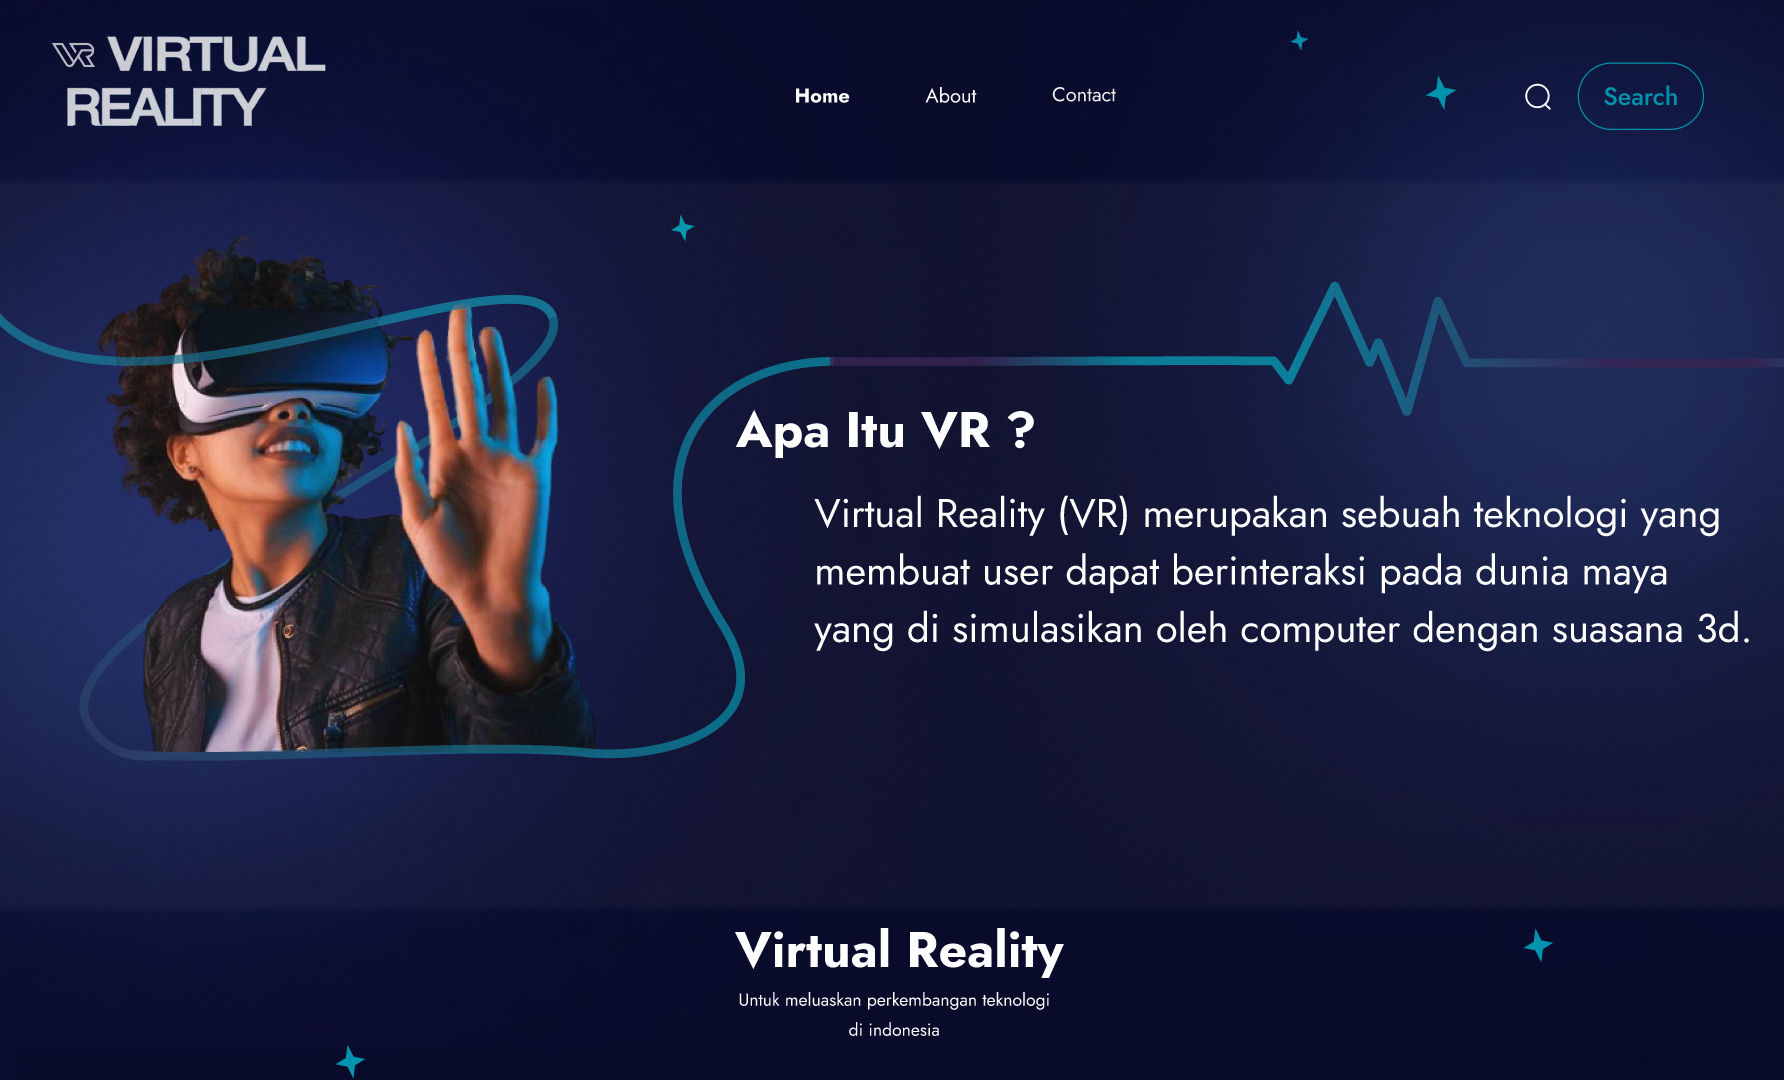 VR VIRTUAL
REALITY
Home About Contact Search
Apa Itu VR ?
Virtual Reality (VR) merupakan sebuah teknologi yang
membuat user dapat berinteraksi pada dunia maya
yang di simulasikan oleh computer dengan suasana 3d.
Virtual Reality
Untuk meluaskan perkembangan teknologi
di indonesia